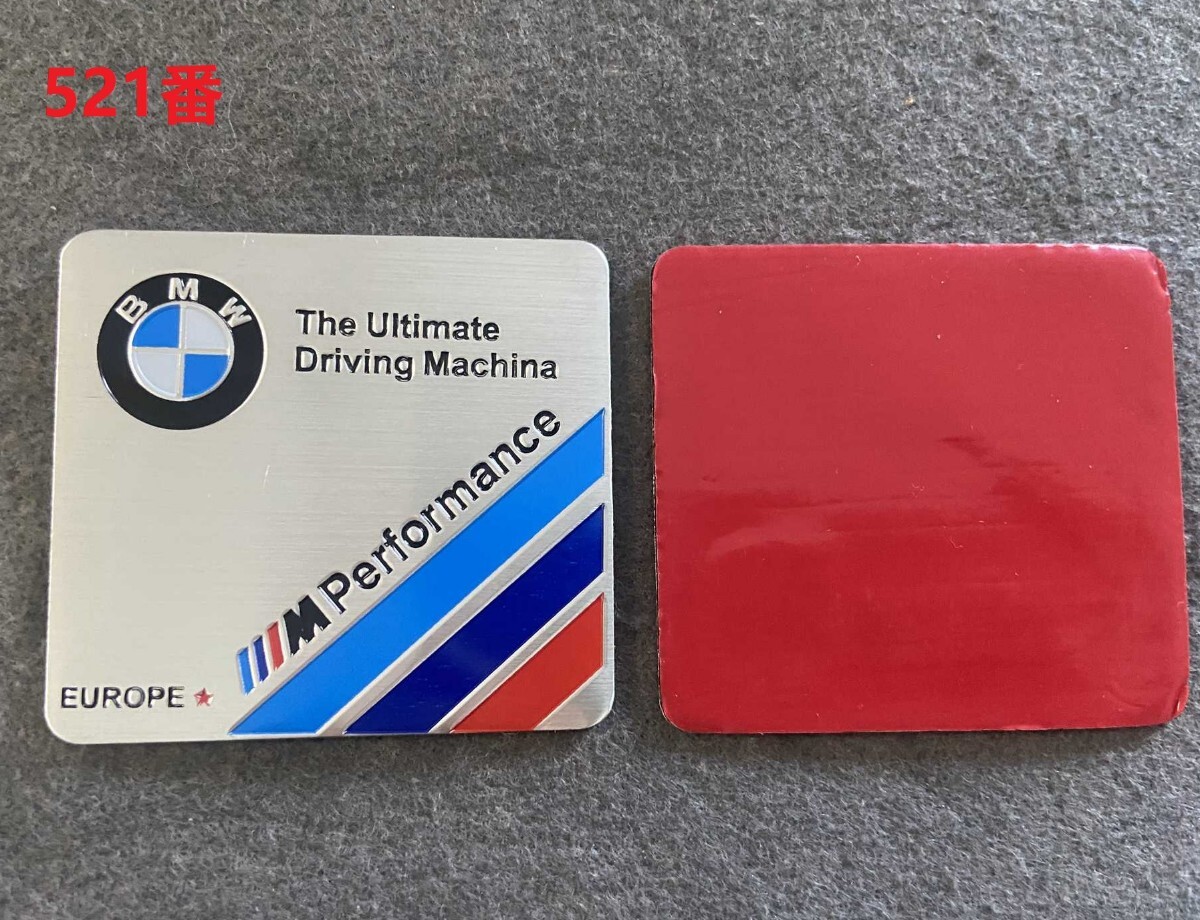 521番
BMW
The Ultimate
Driving Machina
M Performance
EUROPE